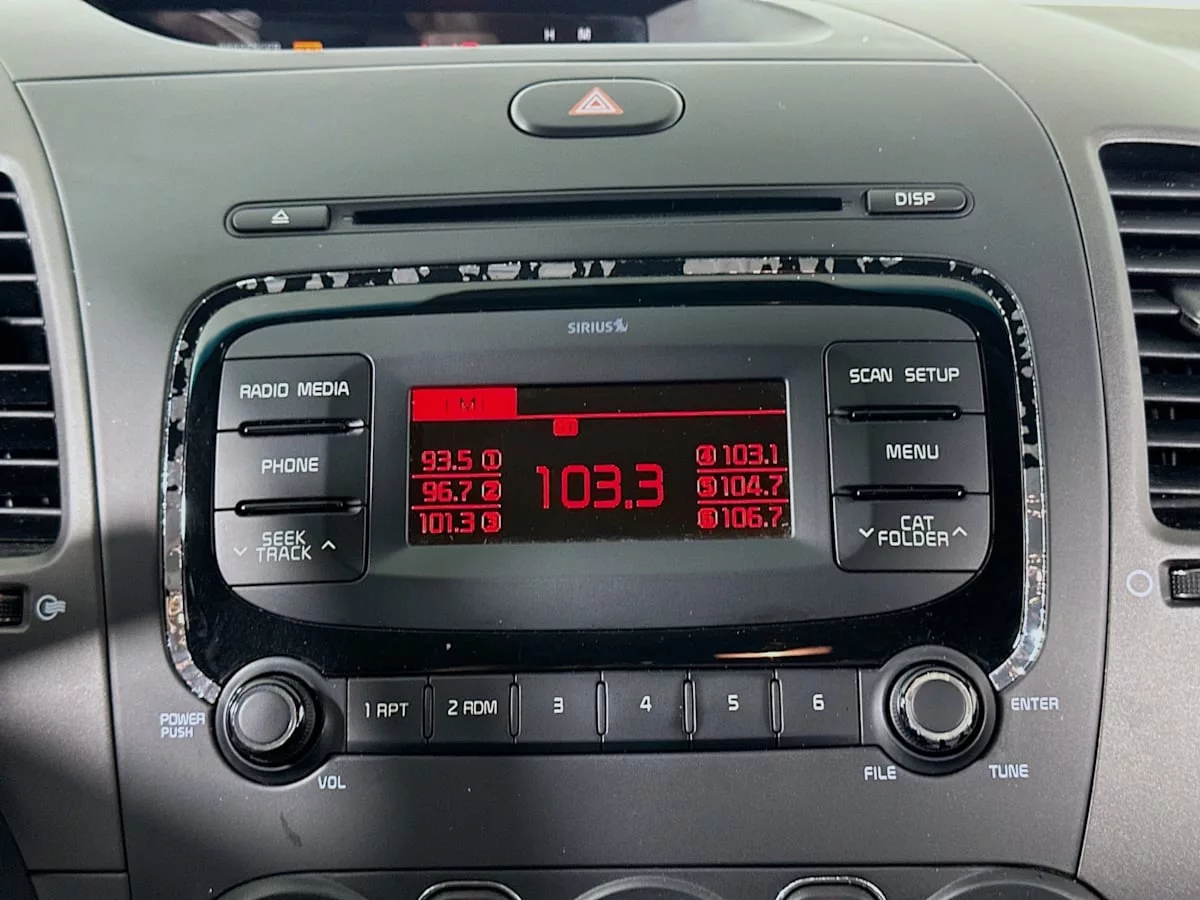 H M
DISP
SIRIUS
RADIO MEDIA
PHONE
SEEK
TRACK
93.5 1
96.7 2
101.3 3
103.3
4 103.1
5 104.7
6 106.7
SCAN SETUP
MENU
CAT
FOLDER
POWER
PUSH
VOL
1 RPT
2 RDM
3
4
5
6
ENTER
FILE
TUNE